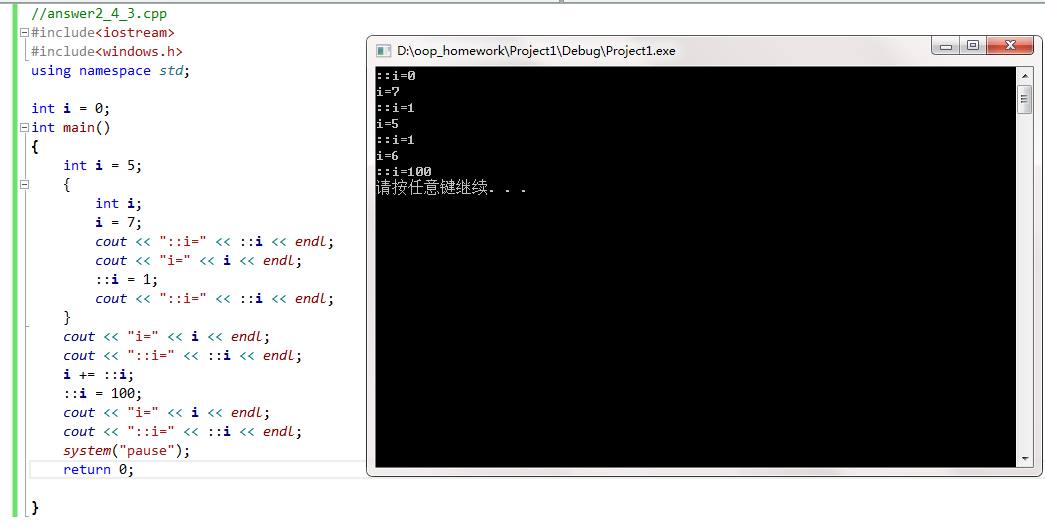 //answer2_4_3.cpp
#include<iostream>
#include<windows.h>
using namespace std;

int i = 0;
int main()
{
    int i = 5;
    {
        int i;
        i = 7;
        cout << "::i=" << ::i << endl;
        cout << "i=" << i << endl;
        ::i = 1;
        cout << "::i=" << ::i << endl;
    }
    cout << "i=" << i << endl;
    cout << "::i=" << ::i << endl;
    i += ::i;
    ::i = 100;
    cout << "i=" << i << endl;
    cout << "::i=" << ::i << endl;
    system("pause");
    return 0;

}
D:\oop_homework\Project1\Debug\Project1.exe
::i=0
i=7
::i=1
i=5
::i=1
i=6
::i=100
请按任意键继续. . .